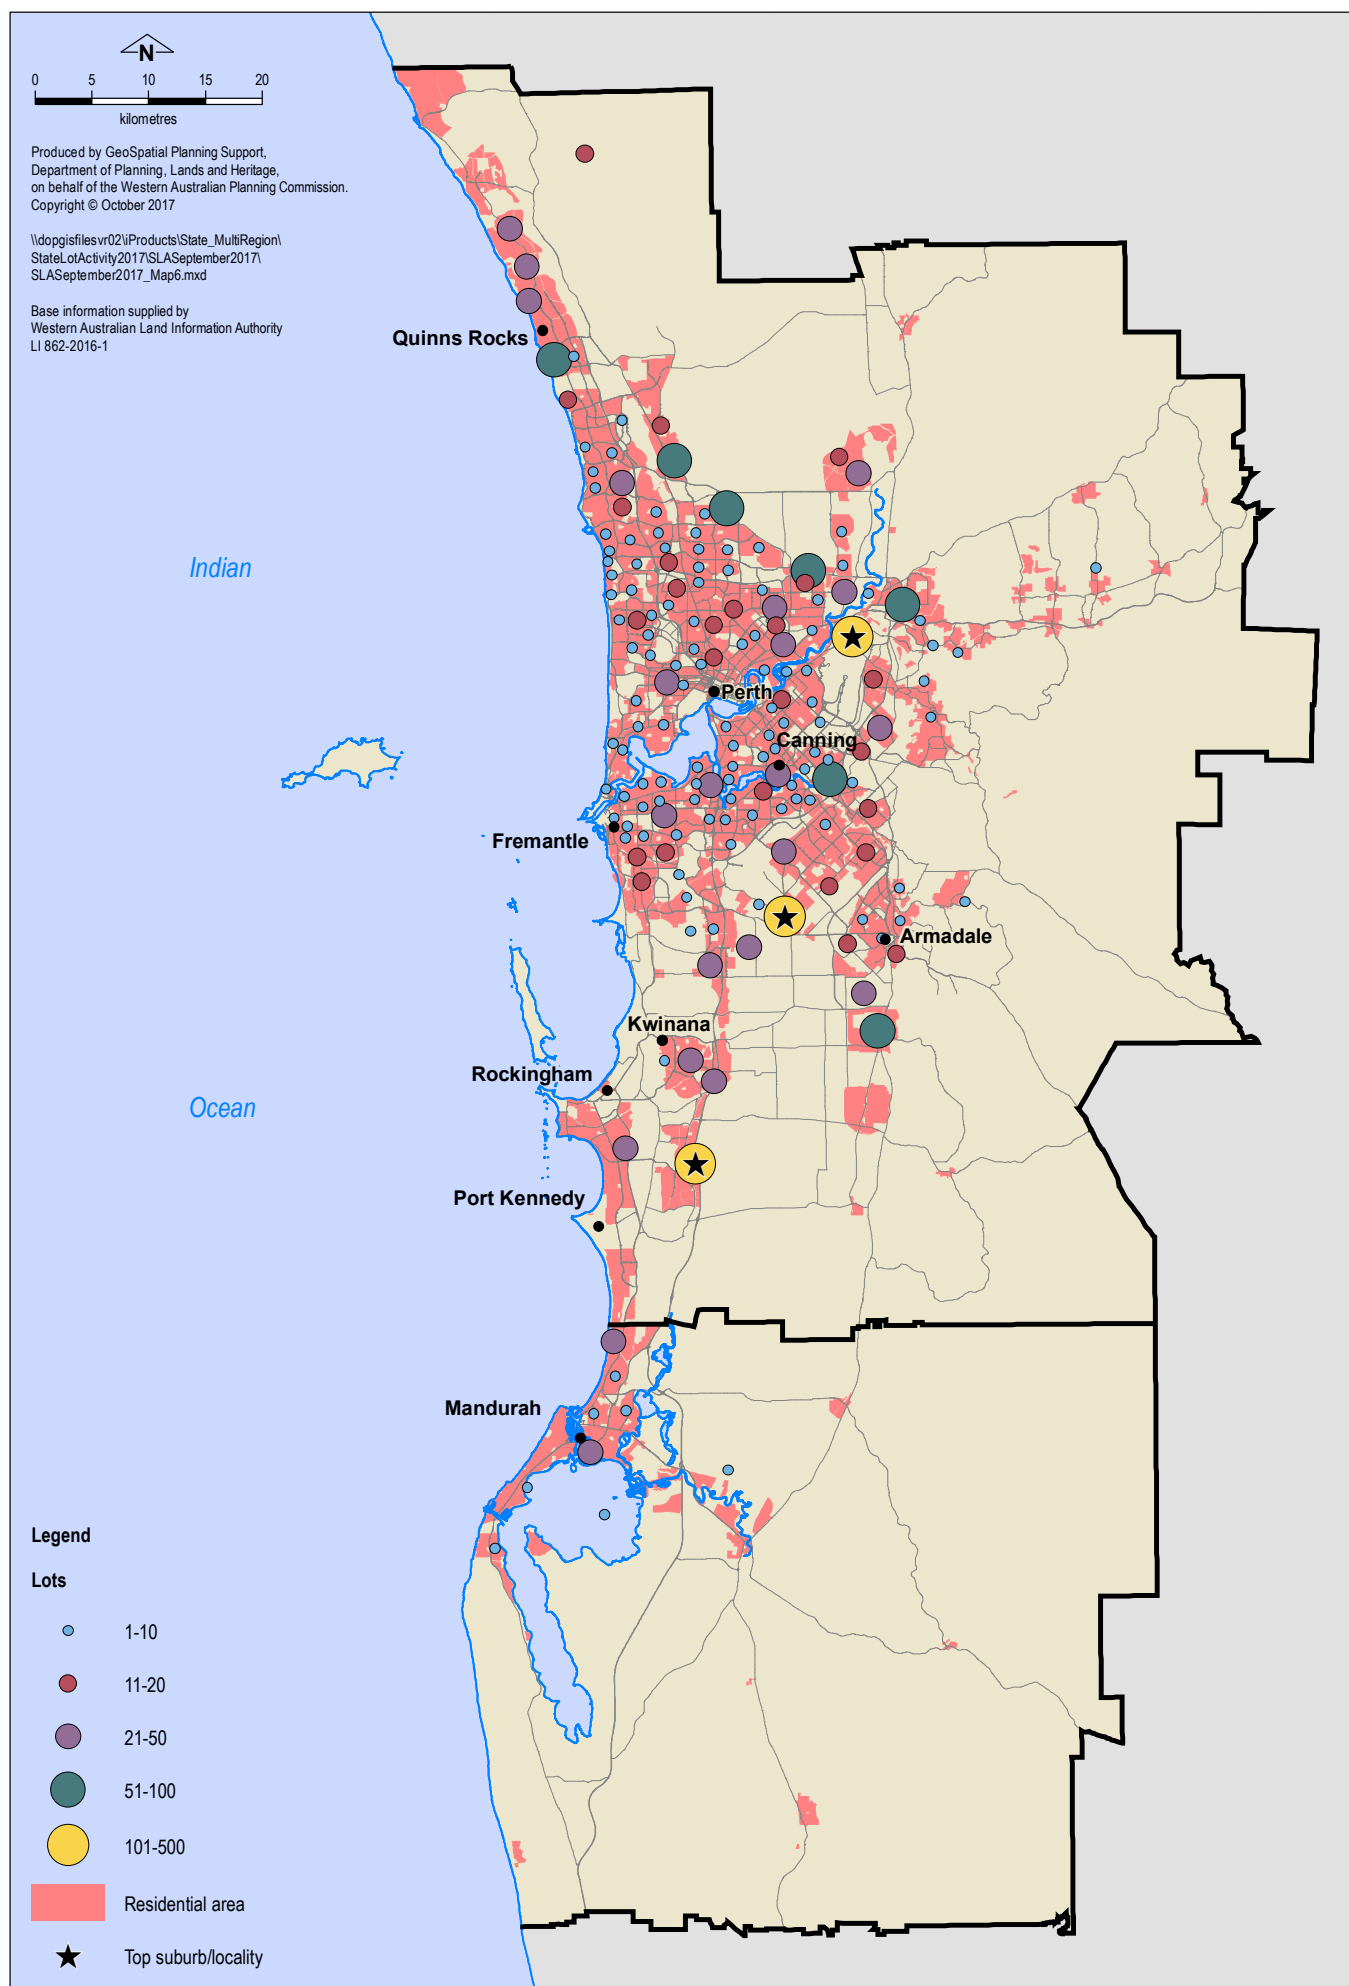 N
0 5 10 15 20
kilometres
Produced by GeoSpatial Planning Support,
Department of Planning, Lands and Heritage,
on behalf of the Western Australian Planning Commission.
Copyright © October 2017
\\dopgisfilesvr02\iProducts\State_MultiRegion\
StateLotActivity2017\SLASeptember2017\
SLASeptember2017_Map6.mxd
Base information supplied by
Western Australian Land Information Authority
LI 862-2016-1
Quinns Rocks
Indian
Perth
Canning
Fremantle
Armadale
Kwinana
Rockingham
Ocean
Port Kennedy
Mandurah
Legend
Lots
1-10
11-20
21-50
51-100
101-500
Residential area
Top suburb/locality